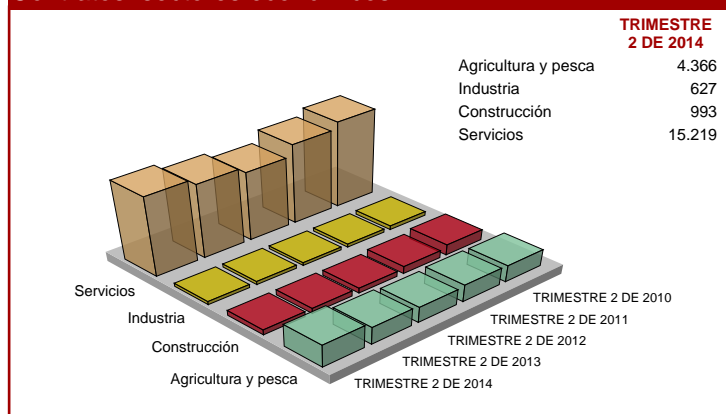 TRIMESTRE
2 DE 2014
Agricultura y pesca 4.366
Industria 627
Construcción 993
Servicios 15.219
Servicios
Industria
Construcción
Agricultura y pesca
TRIMESTRE 2 DE 2010
TRIMESTRE 2 DE 2011
TRIMESTRE 2 DE 2012
TRIMESTRE 2 DE 2013
TRIMESTRE 2 DE 2014